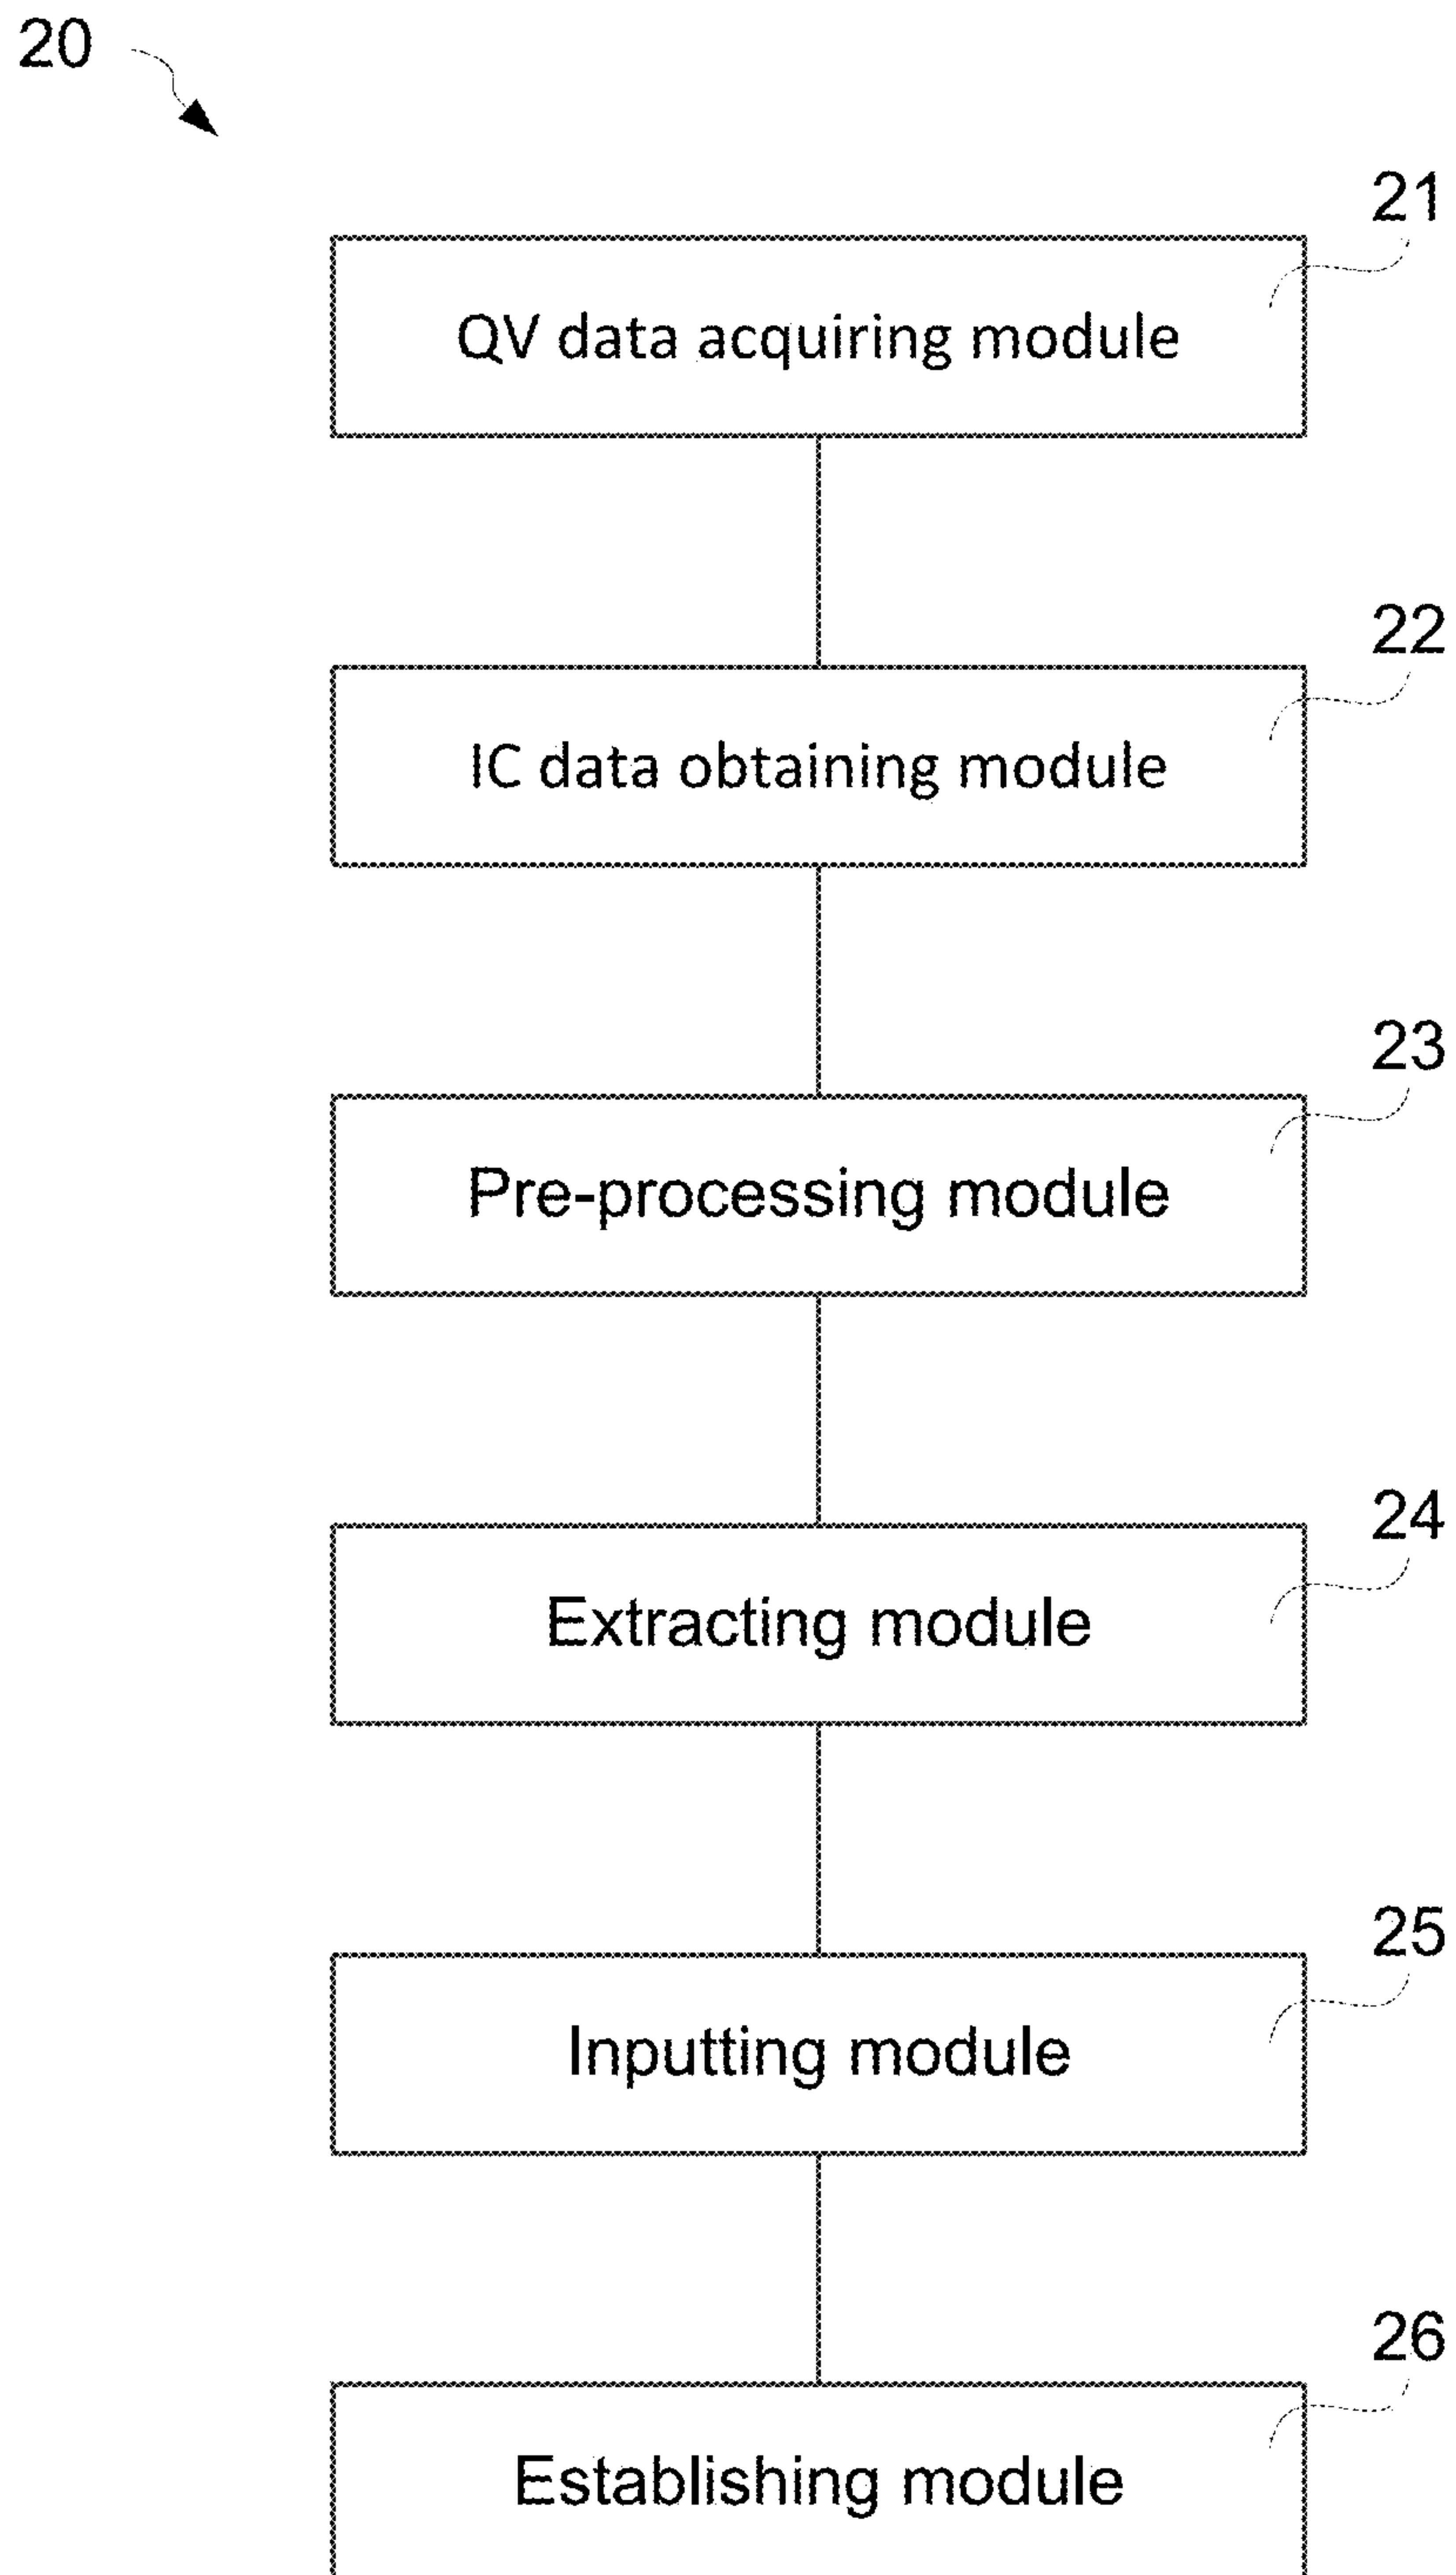 20
21
QV data acquiring module
22
IC data obtaining module
23
Pre-processing module
24
Extracting module
25
Inputting module
26
Establishing module